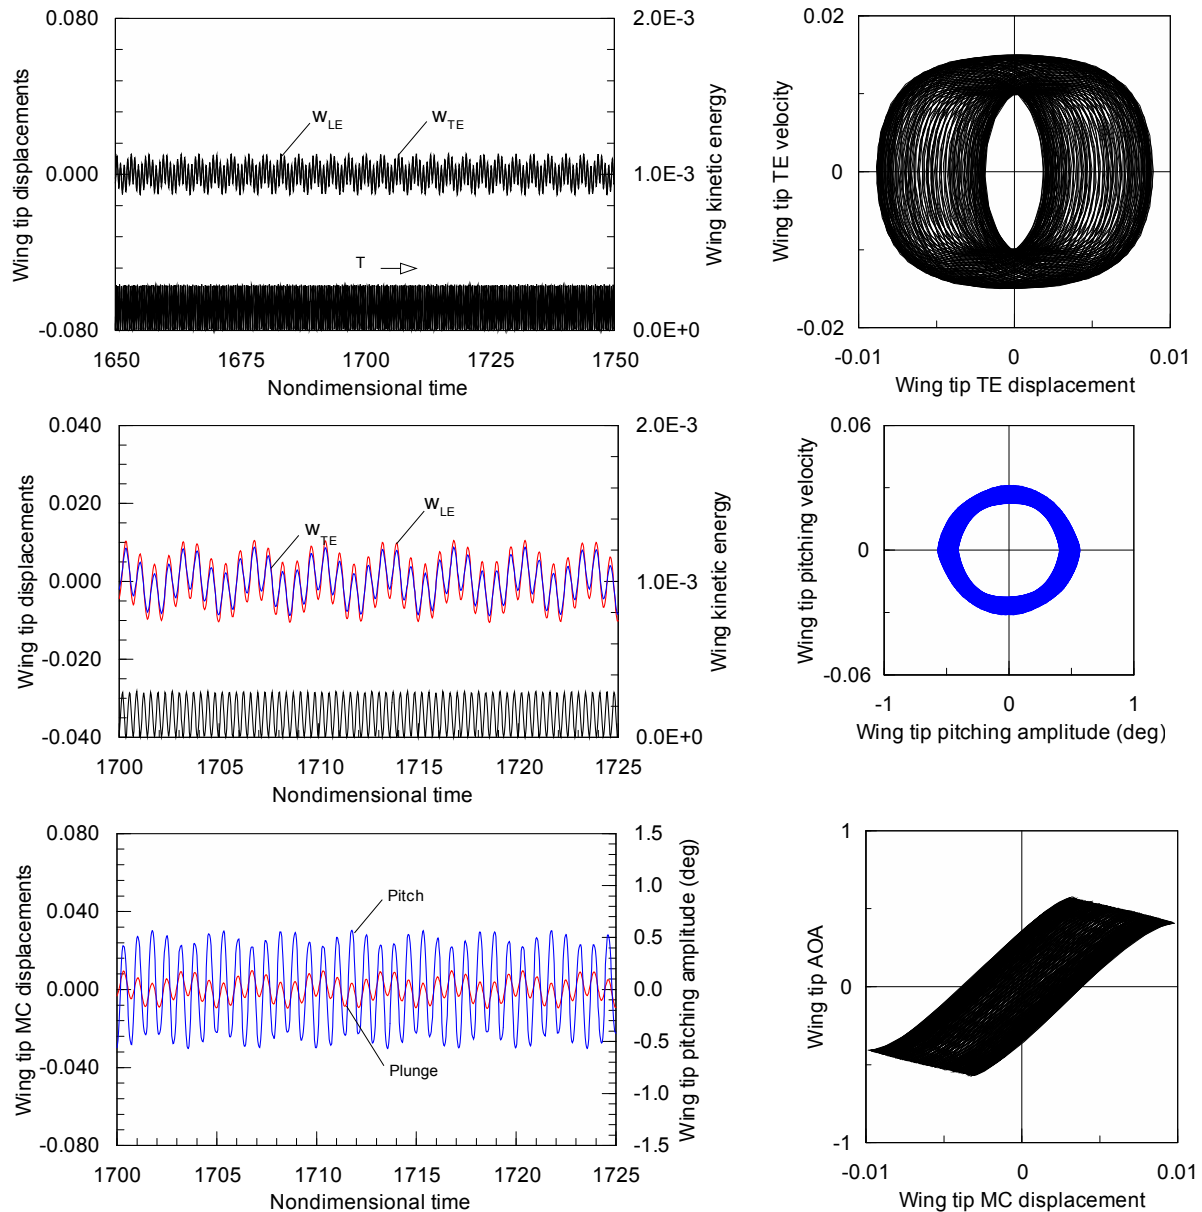 0.080
0.000
-0.080
Wing tip displacements
W LE
W TE
T
2.0E-3
1.0E-3
0.0E+0
Wing kinetic energy
1650
1675
1700
1725
1750
Nondimensional time
0.02
0
-0.02
Wing tip TE velocity
-0.01
0
0.01
Wing tip TE displacement
0.040
0.020
0.000
-0.020
-0.040
Wing tip displacements
W TE
W LE
2.0E-3
1.0E-3
0.0E+0
Wing kinetic energy
1700
1705
1710
1715
1720
1725
Nondimensional time
0.06
0
-0.06
Wing tip pitching velocity
-1
0
1
Wing tip pitching amplitude (deg)
0.080
0.040
0.000
-0.040
-0.080
Wing tip MC displacements
Pitch
Plunge
1.5
1.0
0.5
0.0
-0.5
-1.0
-1.5
Wing tip pitching amplitude (deg)
1700
1705
1710
1715
1720
1725
Nondimensional time
1
0
-1
Wing tip AOA
-0.01
0
0.01
Wing tip MC displacement